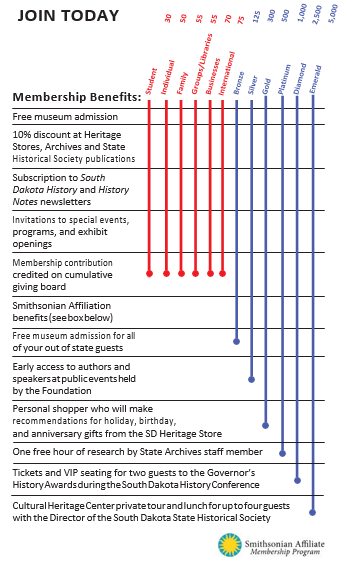 JOIN TODAY
30
50
55
55
70
75
125
300
500
1,000
2,500
5,000
Student
Individual
Family
Groups/Libraries
Businesses
International
Bronze
Silver
Gold
Platinum
Diamond
Emerald
Membership Benefits:
Free museum admission
10% discount at Heritage
Stores, Archives and State
Historical Society publications
Subscription to South
Dakota History and History
Notes newsletters
Invitations to special events,
programs, and exhibit
openings
Membership contribution
credited on cumulative
giving board
Smithsonian Affiliation
benefits (see box below)
Free museum admission for all
of your out of state guests
Early access to authors and
speakers at public events held
by the Foundation
Personal shopper who will make
recommendations for holiday, birthday,
and anniversary gifts from the SD Heritage Store
One free hour of research by State Archives staff member
Tickets and VIP seating for two guests to the Governor's
History Awards during the South Dakota History Conference
Cultural Heritage Center private tour and lunch for up to four guests
with the Director of the South Dakota State Historical Society
Smithsonian Affiliate
Membership Program